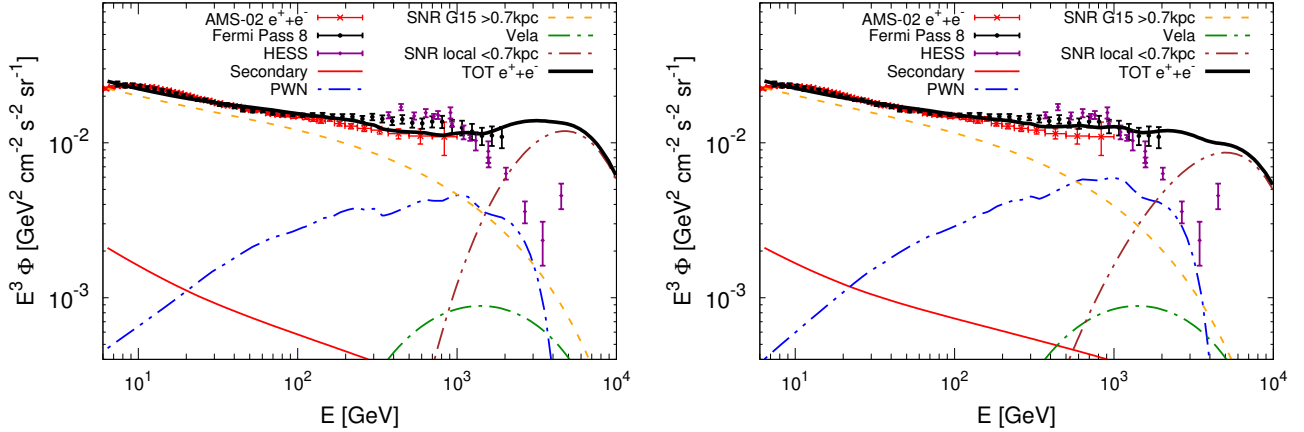 AMS-02 e⁺+e⁻
Fermi Pass 8
HESS
Secondary
PWN
SNR G15 >0.7kpc
Vela
SNR local <0.7kpc
TOT e⁺+e⁻
E³ Φ [GeV² cm⁻² s⁻² sr⁻¹]
10⁻²
10⁻³
10¹
10²
10³
10⁴
E [GeV]
AMS-02 e⁺+e⁻
Fermi Pass 8
HESS
Secondary
PWN
SNR G15 >0.7kpc
Vela
SNR local <0.7kpc
TOT e⁺+e⁻
E³ Φ [GeV² cm⁻² s⁻² sr⁻¹]
10⁻²
10⁻³
10¹
10²
10³
10⁴
E [GeV]